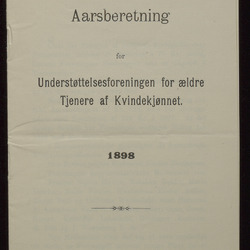 Aarsberetning
for
Understøttelsesforeningen for ældre
Tjenere af Kvindekjønnet.
1898